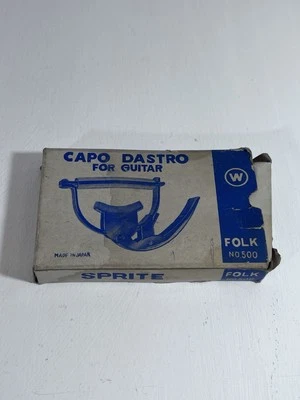 CAPO DASTRO
FOR GUITAR
W
FOLK
NO.500
MADE IN JAPAN
SPRITE
FOLK